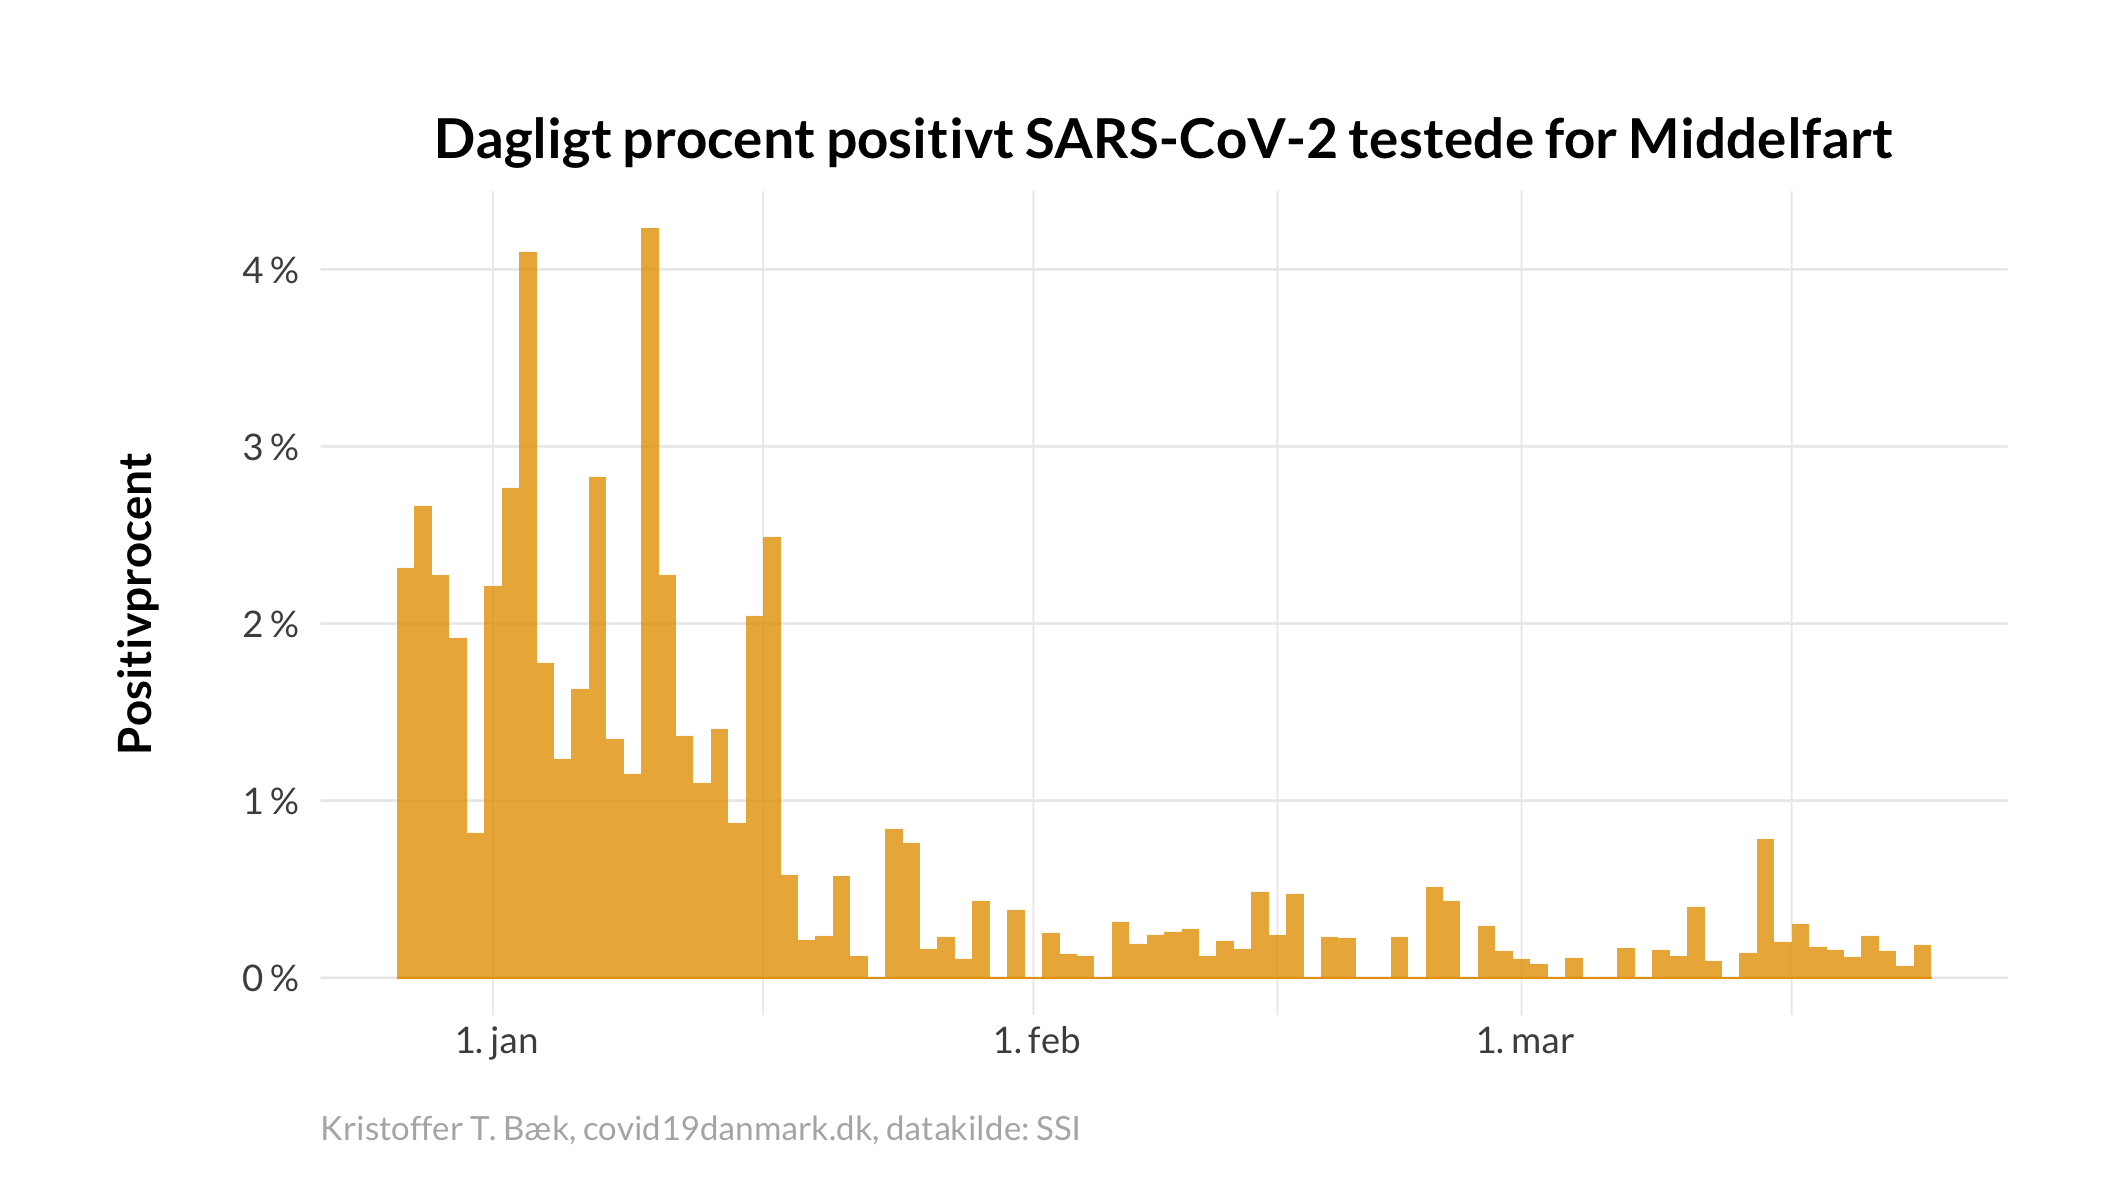 Dagligt procent positivt SARS-CoV-2 testede for Middelfart
Positivprocent
4 %
3 %
2 %
1 %
0 %
1. jan
1. feb
1. mar
Kristoffer T. Bæk, covid19danmark.dk, datakilde: SSI